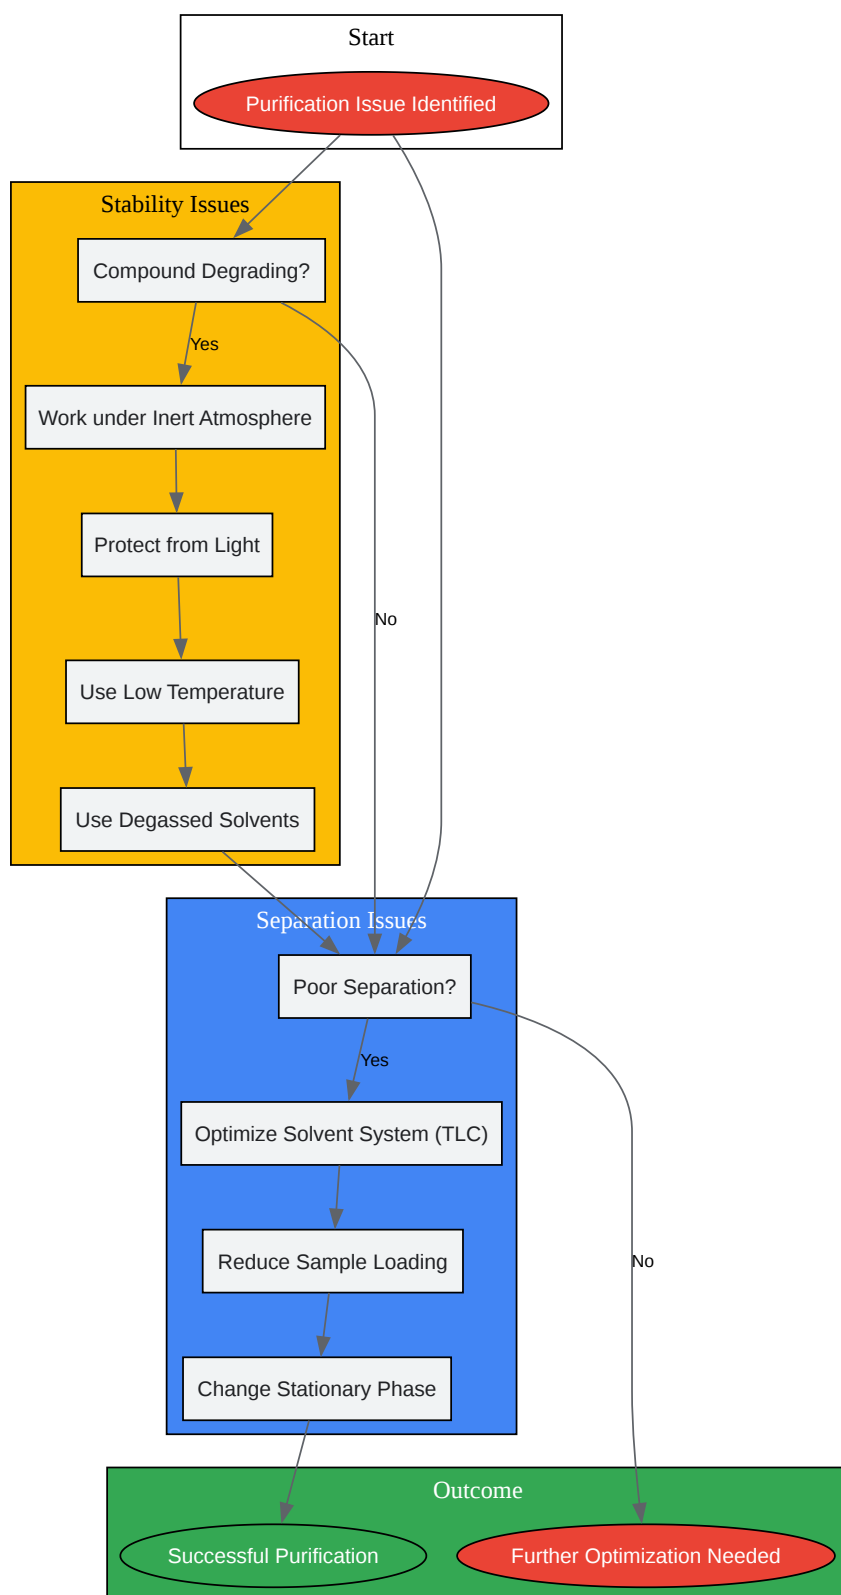 Start
Purification Issue Identified
Stability Issues
Compound Degrading?
Yes
Work under Inert Atmosphere
Protect from Light
No
Use Low Temperature
Use Degassed Solvents
Separation Issues
Poor Separation?
Yes
Optimize Solvent System (TLC)
Reduce Sample Loading
No
Change Stationary Phase
Outcome
Successful Purification
Further Optimization Needed